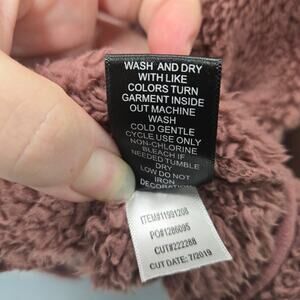 WASH AND DRY
WITH LIKE
COLORS TURN
GARMENT INSIDE
OUT MACHINE
WASH
COLD GENTLE
CYCLE USE ONLY
NON-CHLORINE
BLEACH IF
NEEDED TUMBLE
DRY
LOW DO NOT
IRON
DECORATION
ITEM#11991208
PO#1286095
CUT#222288
CUT DATE: 7/2019